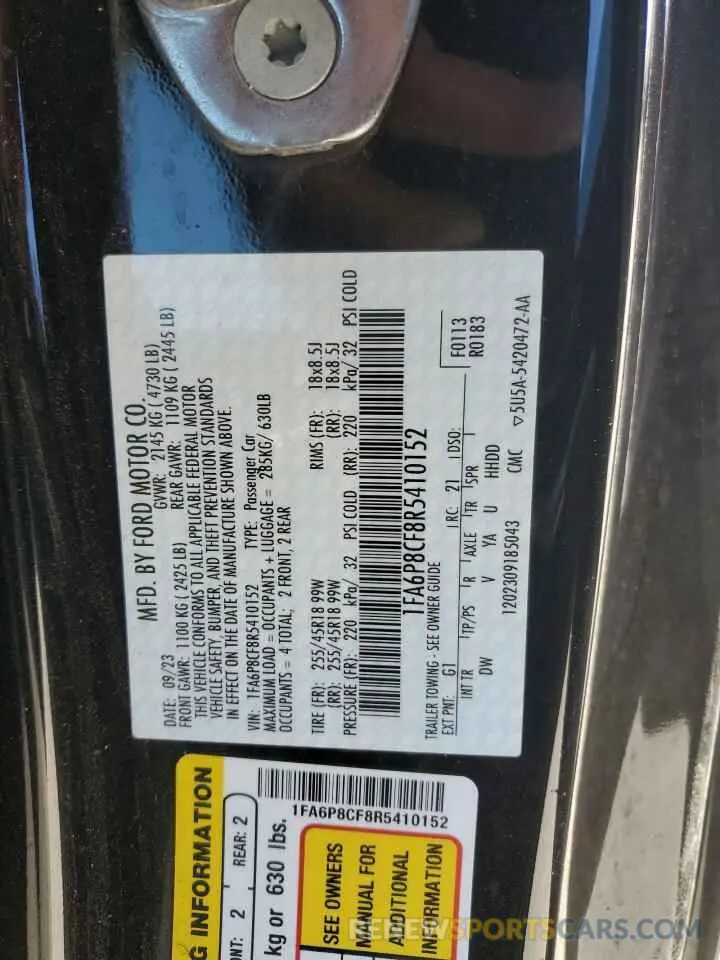 MFD. BY FORD MOTOR CO.
DATE: 09/23 GVWR: 2145 KG ( 4730 LB)
FRONT GAWR: 1100 KG ( 2425 LB) REAR GAWR: 1109 KG ( 2445 LB)
THIS VEHICLE CONFORMS TO ALL APPLICABLE FEDERAL MOTOR
VEHICLE SAFETY, BUMPER, AND THEFT PREVENTION STANDARDS
IN EFFECT ON THE DATE OF MANUFACTURE SHOWN ABOVE.
VIN: 1FA6P8CF8R5410152 TYPE: Passenger Car
MAXIMUM LOAD = OCCUPANTS + LUGGAGE = 285KG/ 630LB
OCCUPANTS = 4 TOTAL; 2 FRONT, 2 REAR
TIRE (FR): 255/45R18 99W RIMS (FR): 18x8.5J
(RR): 255/45R18 99W (RR): 18x8.5J
PRESSURE (FR): 220 kPa/ 32 PSI COLD (RR): 220 kPa/ 32 PSI COLD
1FA6P8CF8R5410152
TRAILER TOWING - SEE OWNER GUIDE F0113
EXT PNT: G1 RC: 21 DSO: R0183
INT TR TP/PS R AXLE TR SPR
DW V YA U HHDD
1202309185043 CMC ▽5U5A-5420472-AA
G INFORMATION
ONT: 2 REAR: 2
1FA6P8CF8R5410152
kg or 630 lbs.
SEE OWNERS
MANUAL FOR
ADDITIONAL
INFORMATION
RENEWSPORTSCARS.COM